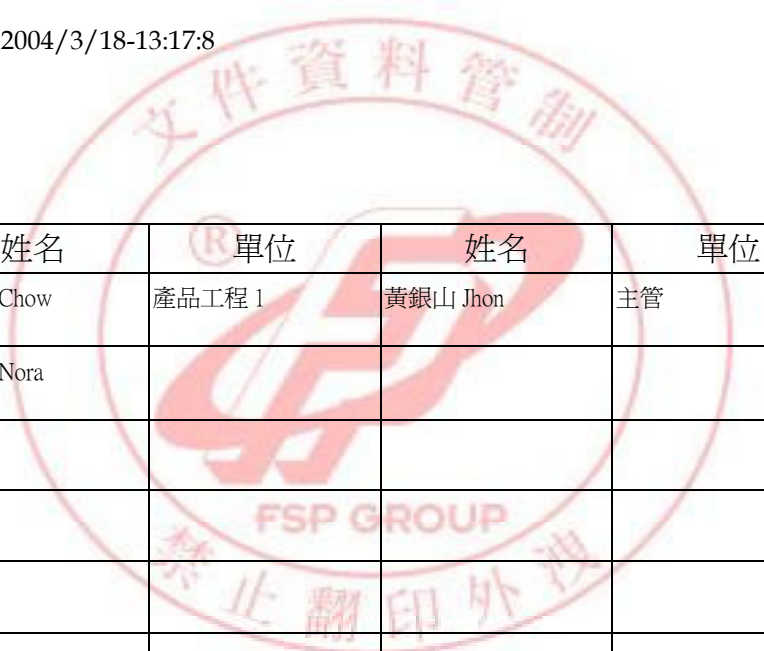 2004/3/18-13:17:8
文件資料管制
姓名 單位 姓名 單位
Chow 產品工程 1 黃銀山 Jhon 主管
Nora
®
FSP GROUP
禁止翻印外洩